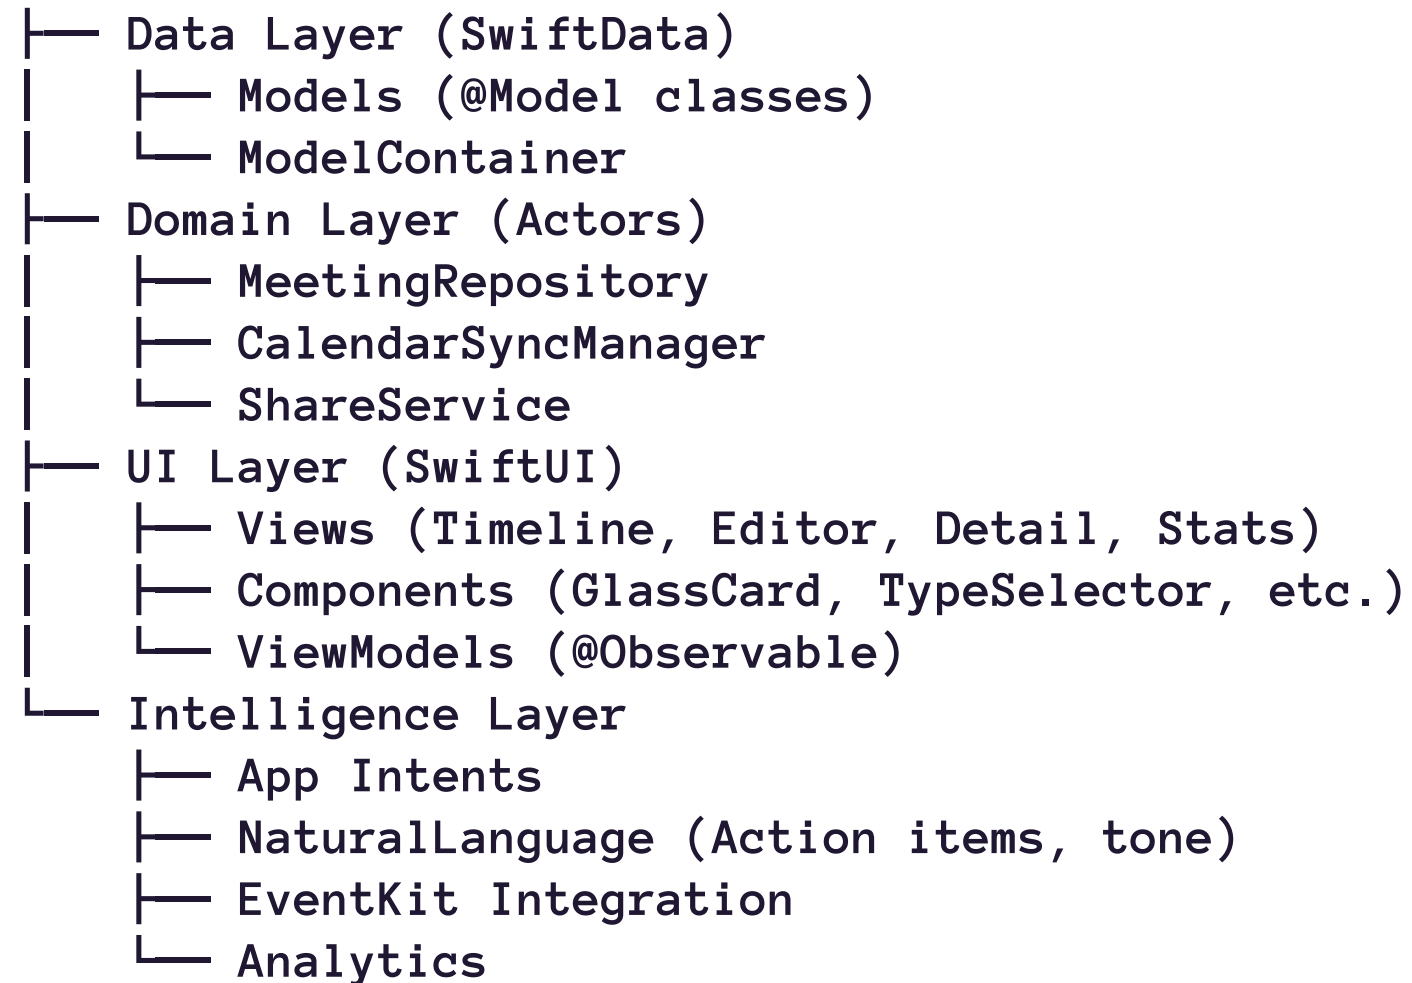 ├── Data Layer (SwiftData)
│   ├── Models (@Model classes)
│   └── ModelContainer
├── Domain Layer (Actors)
│   ├── MeetingRepository
│   ├── CalendarSyncManager
│   └── ShareService
├── UI Layer (SwiftUI)
│   ├── Views (Timeline, Editor, Detail, Stats)
│   ├── Components (GlassCard, TypeSelector, etc.)
│   └── ViewModels (@Observable)
└── Intelligence Layer
    ├── App Intents
    ├── NaturalLanguage (Action items, tone)
    ├── EventKit Integration
    └── Analytics